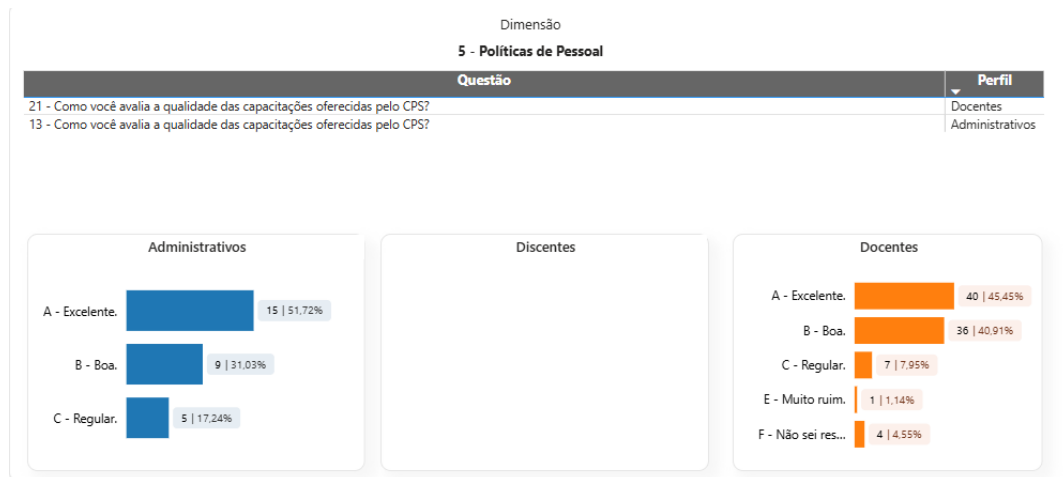 Dimensão
5 - Políticas de Pessoal
Questão Perfil
21 - Como você avalia a qualidade das capacitações oferecidas pelo CPS? Docentes
13 - Como você avalia a qualidade das capacitações oferecidas pelo CPS? Administrativos
Administrativos
A - Excelente. 15 | 51,72%
B - Boa. 9 | 31,03%
C - Regular. 5 | 17,24%
Discentes
Docentes
A - Excelente. 40 | 45,45%
B - Boa. 36 | 40,91%
C - Regular. 7 | 7,95%
E - Muito ruim. 1 | 1,14%
F - Não sei res... 4 | 4,55%